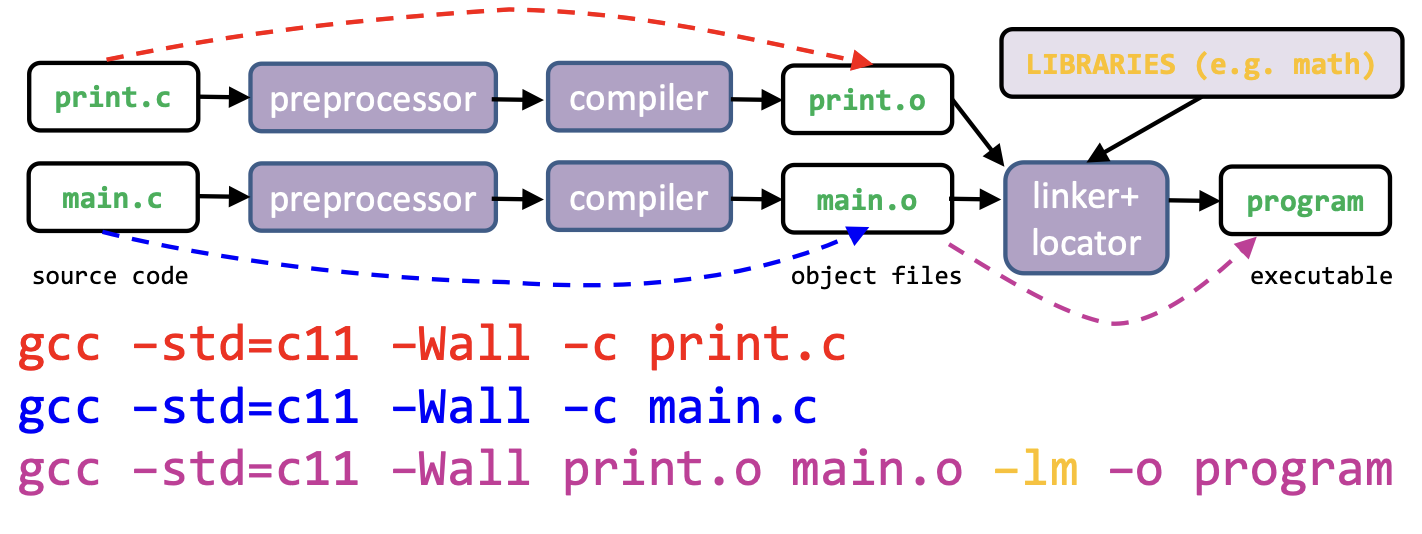 LIBRARIES (e.g. math)
print.c
preprocessor
compiler
print.o
main.c
preprocessor
compiler
main.o
linker+
locator
program
source code
object files
executable
gcc –std=c11 –Wall –c print.c
gcc –std=c11 –Wall –c main.c
gcc –std=c11 –Wall print.o main.o –lm –o program